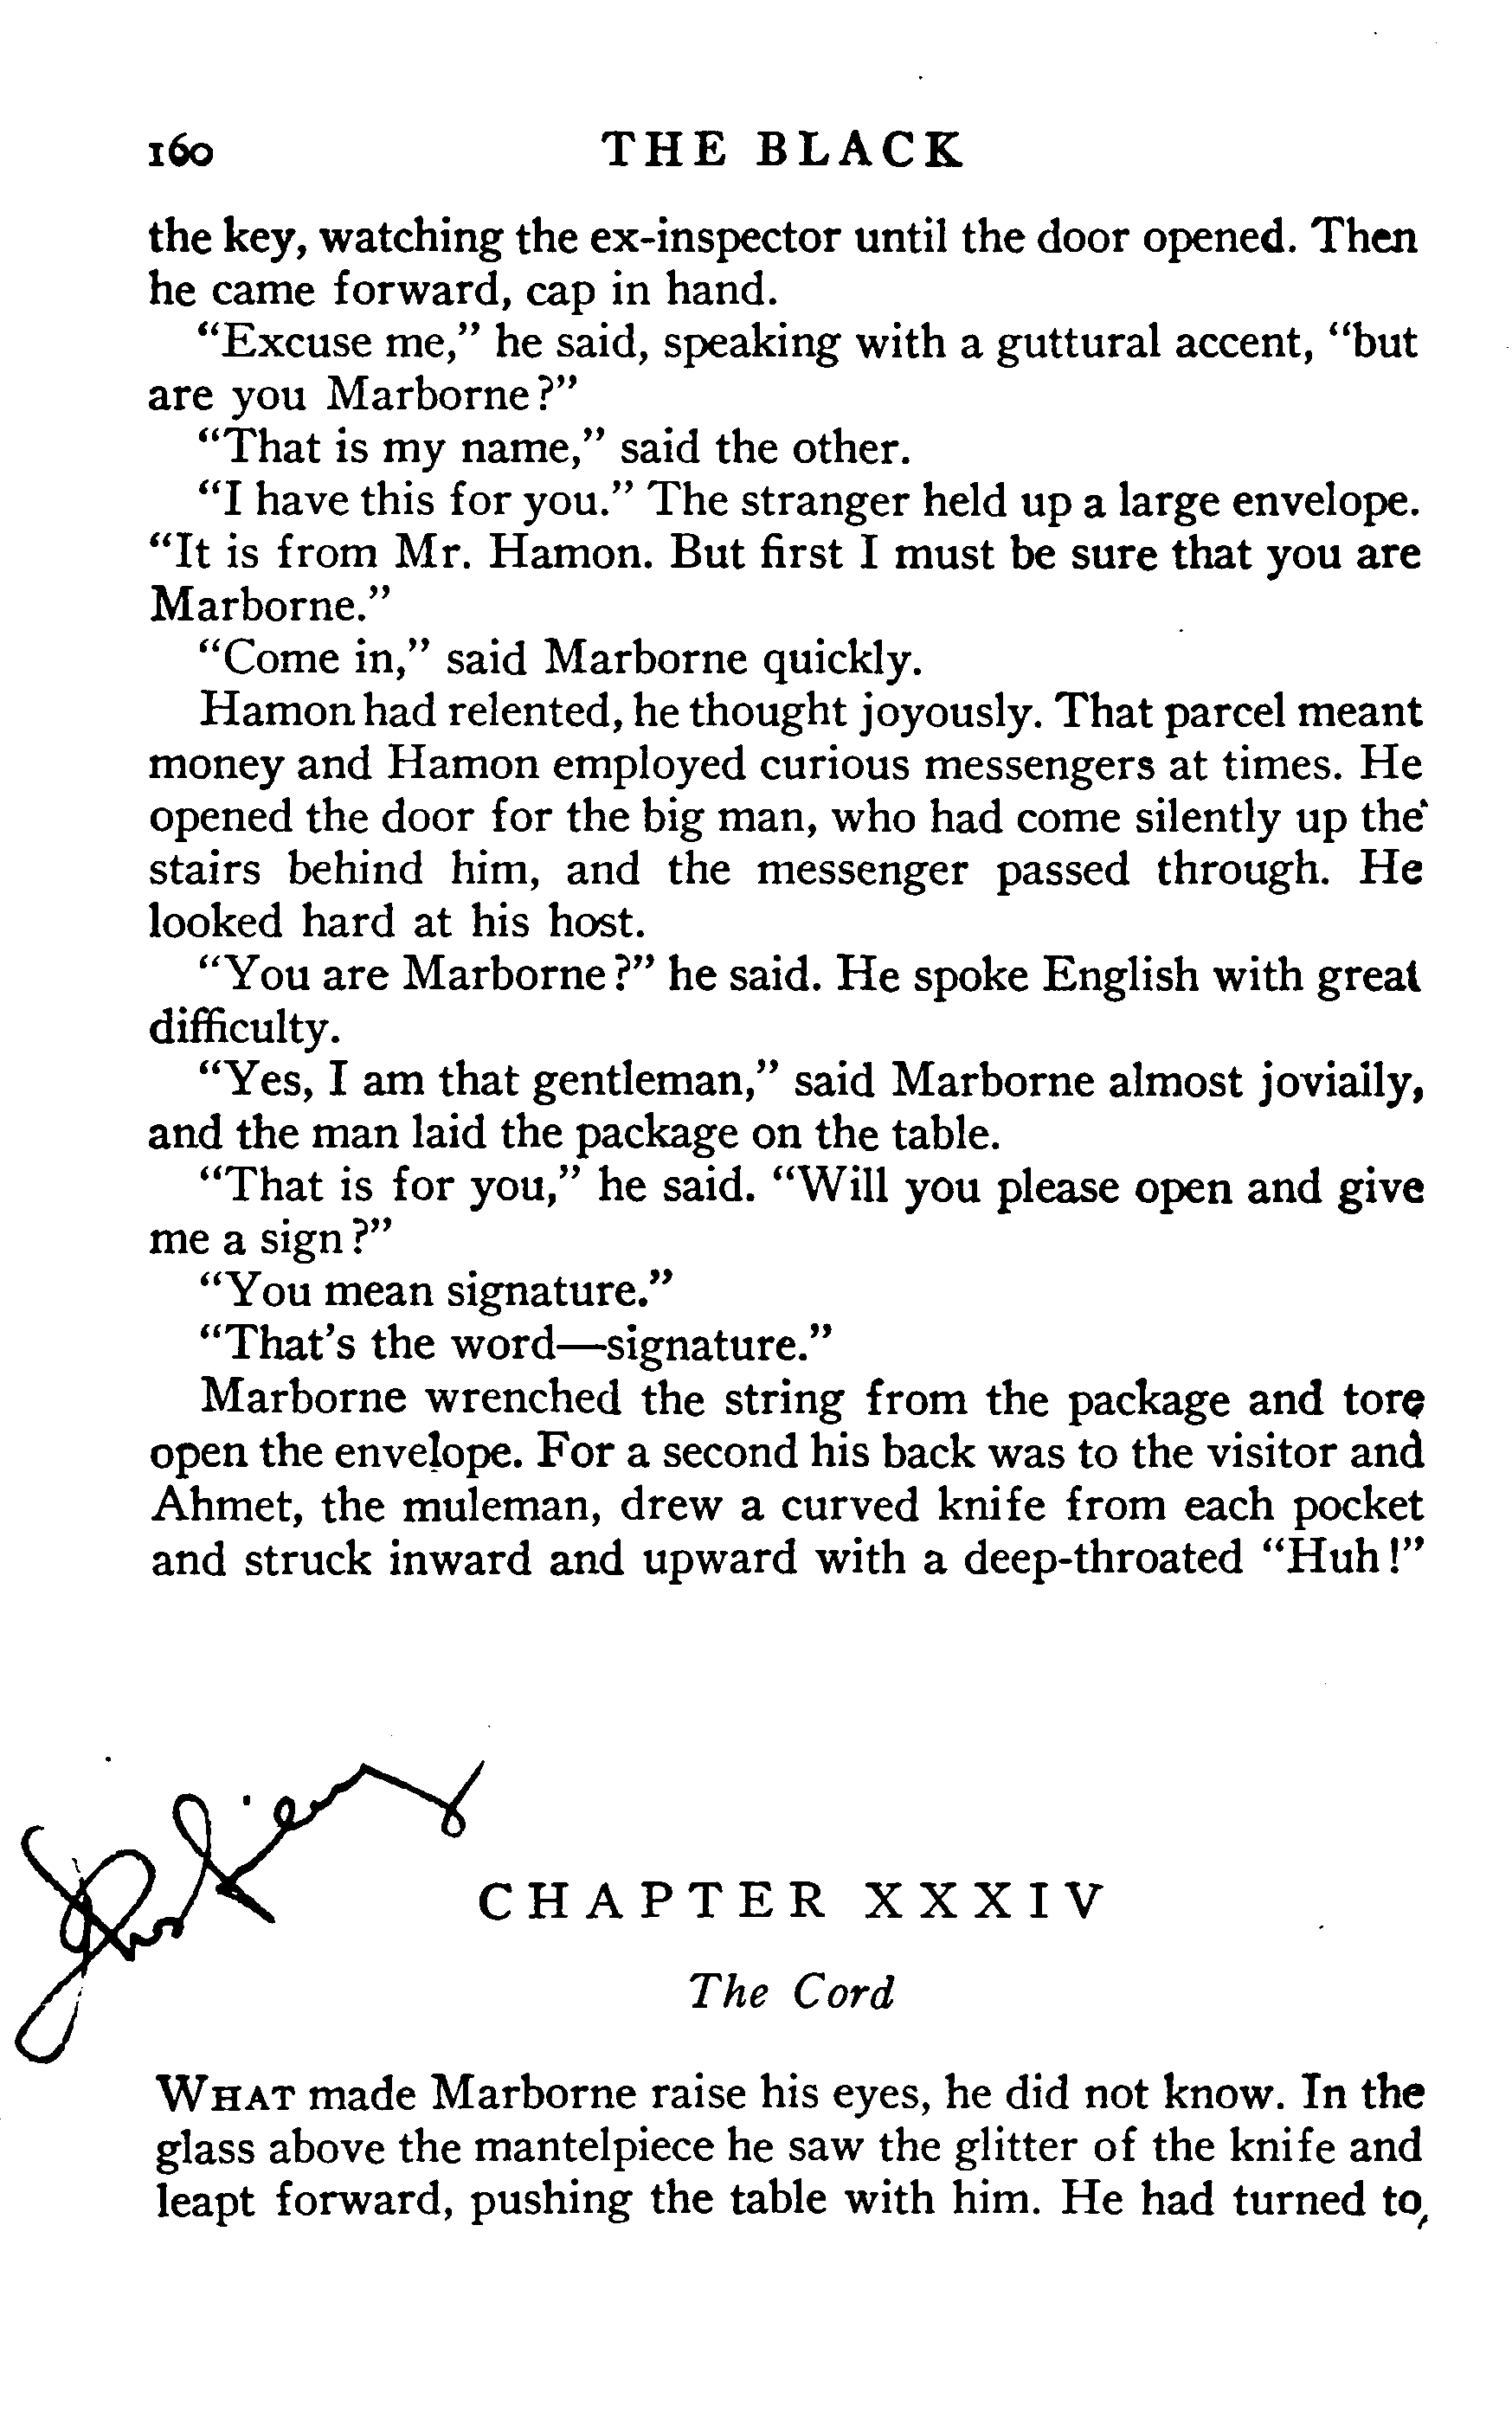 160 THE BLACK
the key, watching the ex-inspector until the door opened. Then
he came forward, cap in hand.
"Excuse me," he said, speaking with a guttural accent, "but
are you Marborne?"
"That is my name," said the other.
"I have this for you." The stranger held up a large envelope.
"It is from Mr. Hamon. But first I must be sure that you are
Marborne."
"Come in," said Marborne quickly.
Hamon had relented, he thought joyously. That parcel meant
money and Hamon employed curious messengers at times. He
opened the door for the big man, who had come silently up the
stairs behind him, and the messenger passed through. He
looked hard at his host.
"You are Marborne?" he said. He spoke English with great
difficulty.
"Yes, I am that gentleman," said Marborne almost jovially,
and the man laid the package on the table.
"That is for you," he said. "Will you please open and give
me a sign?"
"You mean signature."
"That's the word—signature."
Marborne wrenched the string from the package and tore
open the envelope. For a second his back was to the visitor and
Ahmet, the muleman, drew a curved knife from each pocket
and struck inward and upward with a deep-throated "Huh!"
CHAPTER XXXIV
The Cord
WHAT made Marborne raise his eyes, he did not know. In the
glass above the mantelpiece he saw the glitter of the knife and
leapt forward, pushing the table with him. He had turned to